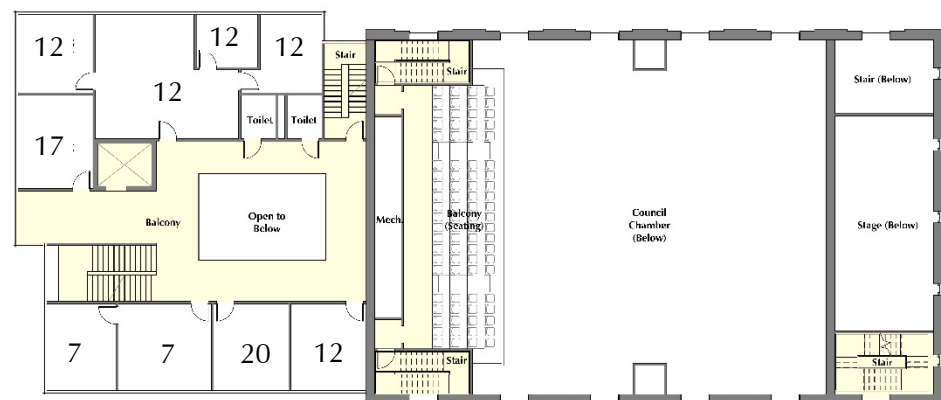 12
12
12
12
12
17
Stair
Stair
Stair (Below)
Toilet
Toilet
Balcony
Open to
Below
Mech.
Balcony
(Seating)
Council
Chamber
(Below)
Stage (Below)
7
7
20
12
Stair
Stair